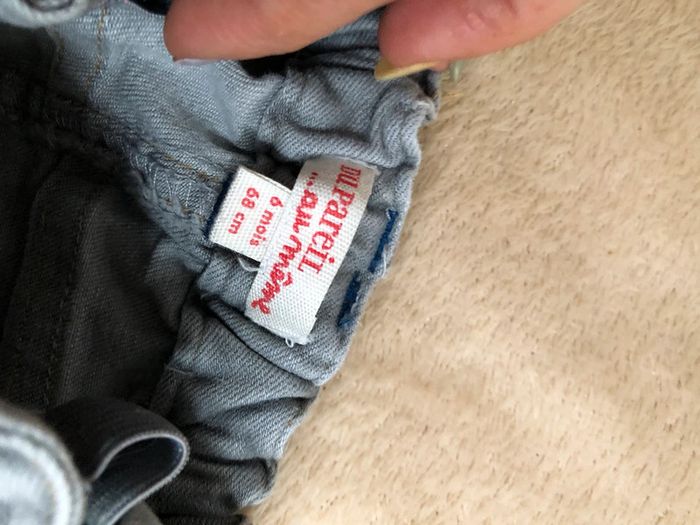 DU PAREIL
...au même
6 mois
68 cm